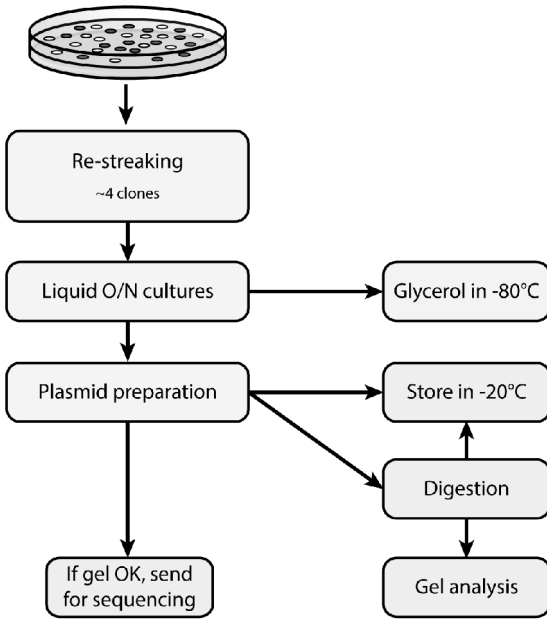 Re-streaking
~4 clones
Liquid O/N cultures
Glycerol in -80°C
Plasmid preparation
Store in -20°C
Digestion
If gel OK, send
for sequencing
Gel analysis